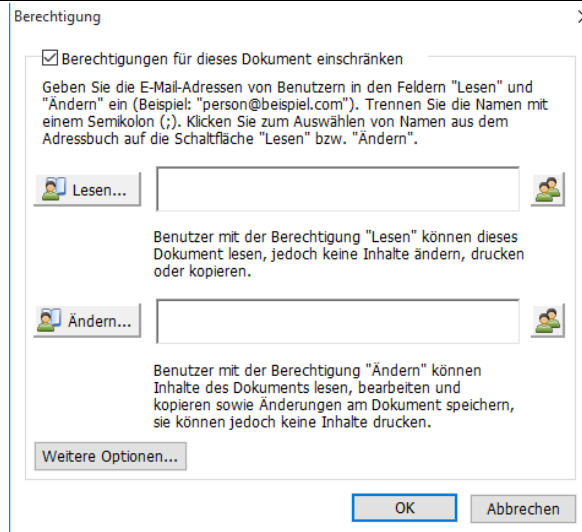 Berechtigung
Berechtigungen für dieses Dokument einschränken
Geben Sie die E-Mail-Adressen von Benutzern in den Feldern "Lesen" und
"Ändern" ein (Beispiel: "person@beispiel.com"). Trennen Sie die Namen mit
einem Semikolon (;). Klicken Sie zum Auswählen von Namen aus dem
Adressbuch auf die Schaltfläche "Lesen" bzw. "Ändern".
Lesen...
Benutzer mit der Berechtigung "Lesen" können dieses
Dokument lesen, jedoch keine Inhalte ändern, drucken
oder kopieren.
Ändern...
Benutzer mit der Berechtigung "Ändern" können
Inhalte des Dokuments lesen, bearbeiten und
kopieren sowie Änderungen am Dokument speichern,
sie können jedoch keine Inhalte drucken.
Weitere Optionen...
OK
Abbrechen